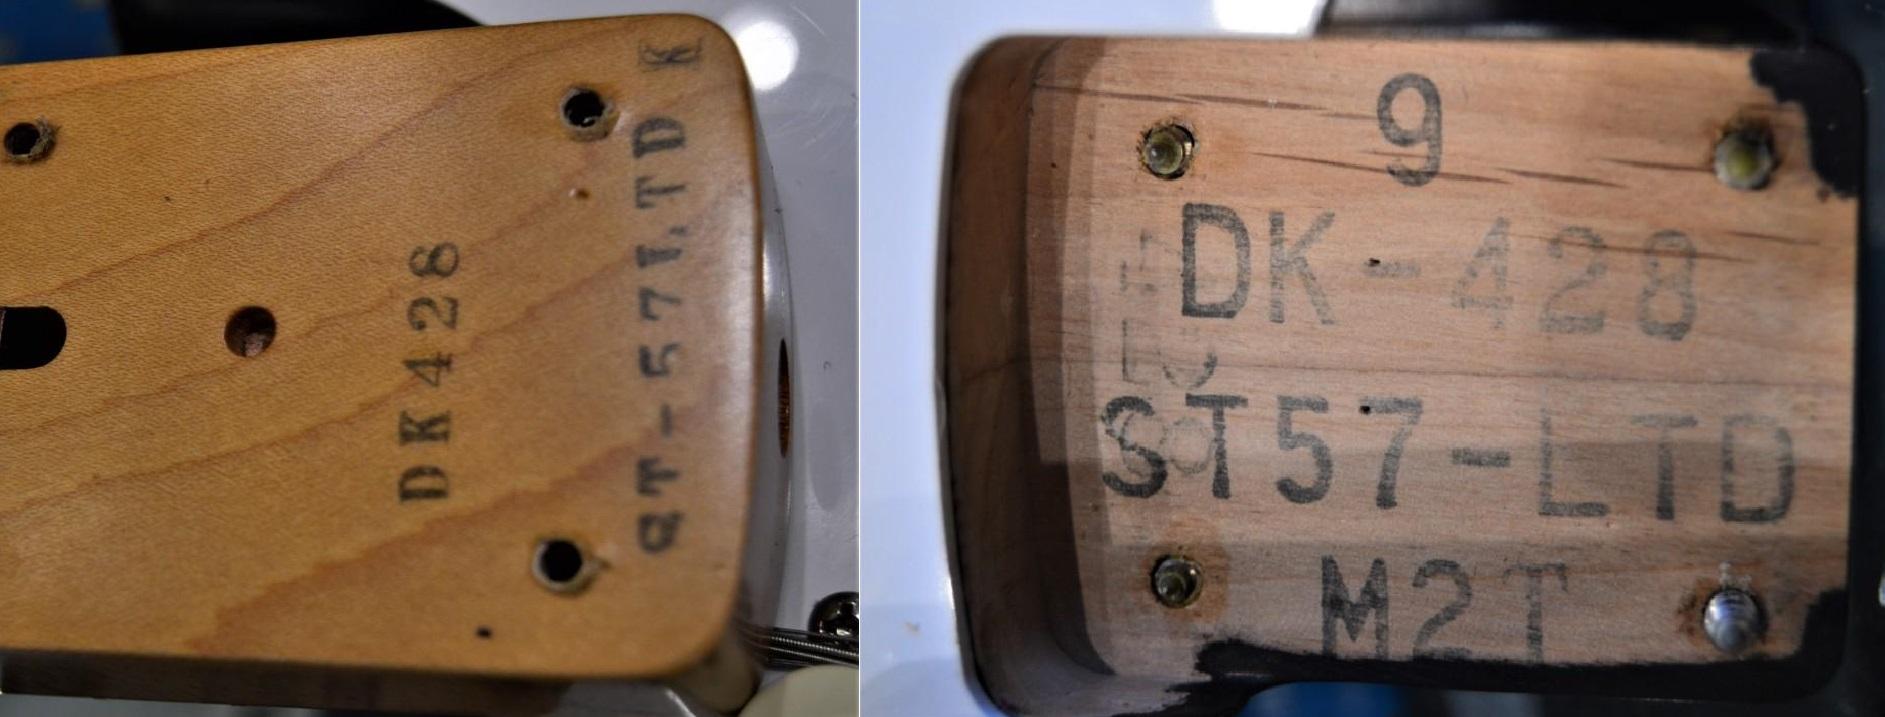 DK428
ST-57LTD K
9
DK-428
ST57-LTD
M2T